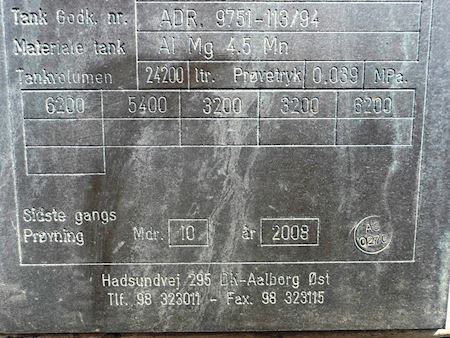 Tank Godk. nr. ADR. 9751-113/94
Materiale tank Al Mg 4.5 Mn
Tankvolumen 24200 ltr. Prøvetryk 0,039 MPa.
6200 5400 3200 3200 6200
Sidste gangs
Prøvning Mdr. 10 år 2008
Hadsundvej 295 DK-Aalborg Øst
Tlf. 98 323011 - Fax. 98 323115